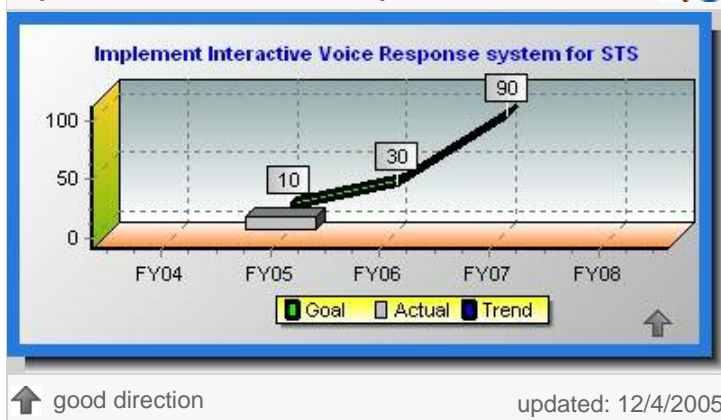 Implement Interactive Voice Response system for STS
100
50
0
10
30
90
FY04 FY05 FY06 FY07 FY08
Goal Actual Trend
good direction updated: 12/4/2005